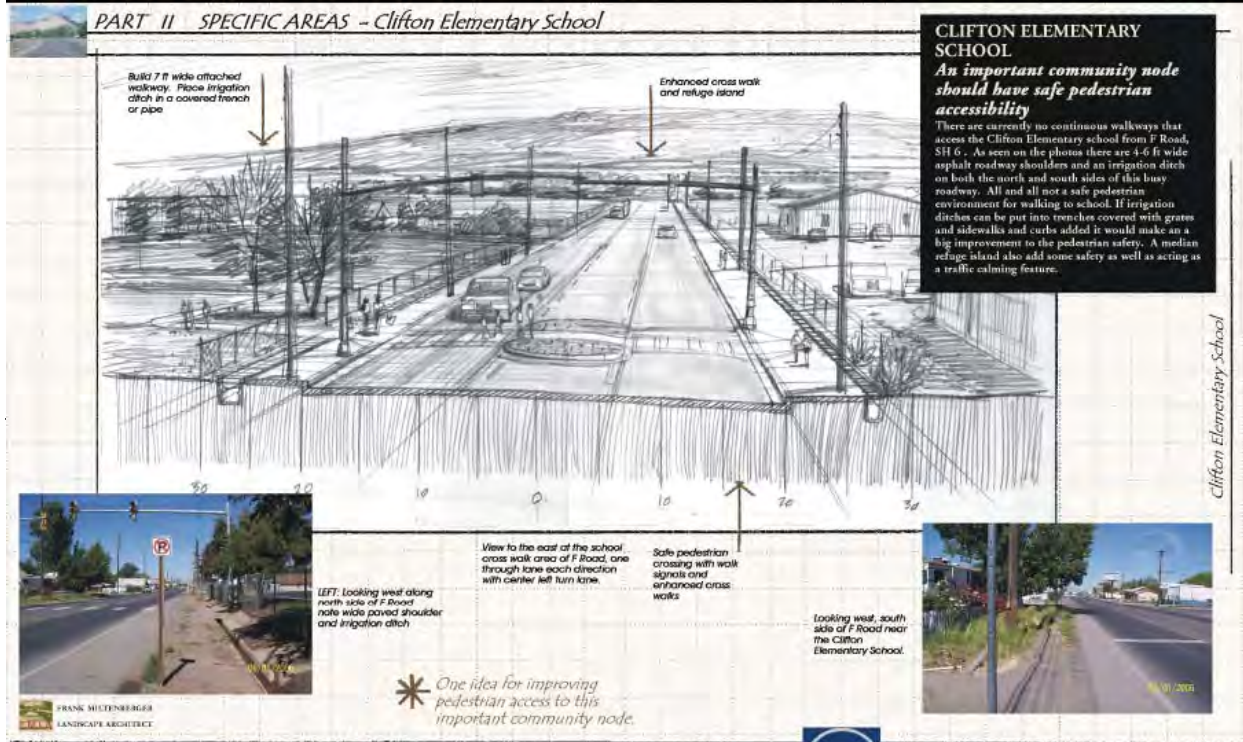 PART II SPECIFIC AREAS - Clifton Elementary School
Build 7 ft wide attached
walkway. Place irrigation
ditch in a covered trench
or pipe
Enhanced cross walk
and refuge island
CLIFTON ELEMENTARY
SCHOOL
An important community node
should have safe pedestrian
accessibility
There are currently no continuous walkways that
access the Clifton Elementary school from F Road,
SH 6 . As seen on the photos there are 4-6 ft wide
asphalt roadway shoulders and an irrigation ditch
on both the north and south sides of this busy
roadway. All and all not a safe pedestrian
environment for walking to school. If irrigation
ditches can be put into trenches covered with grates
and sidewalks and curbs added it would make an a
big improvement to the pedestrian safety. A median
refuge island also add some safety as well as acting as
a traffic calming feature.
Clifton Elementary School
30 20 10 0 10 20 30
P
LEFT: Looking west along
north side of F Road
note wide paved shoulder
and irrigation ditch
View to the east at the school
cross walk area of F Road, one
through lane each direction
with center left turn lane.
Safe pedestrian
crossing with walk
signals and
enhanced cross
walks
Looking west, south
side of F Road near
the Clifton
Elementary School.
One idea for improving
pedestrian access to this
important community node.
FRANK MILTENBERGER
LANDSCAPE ARCHITECT